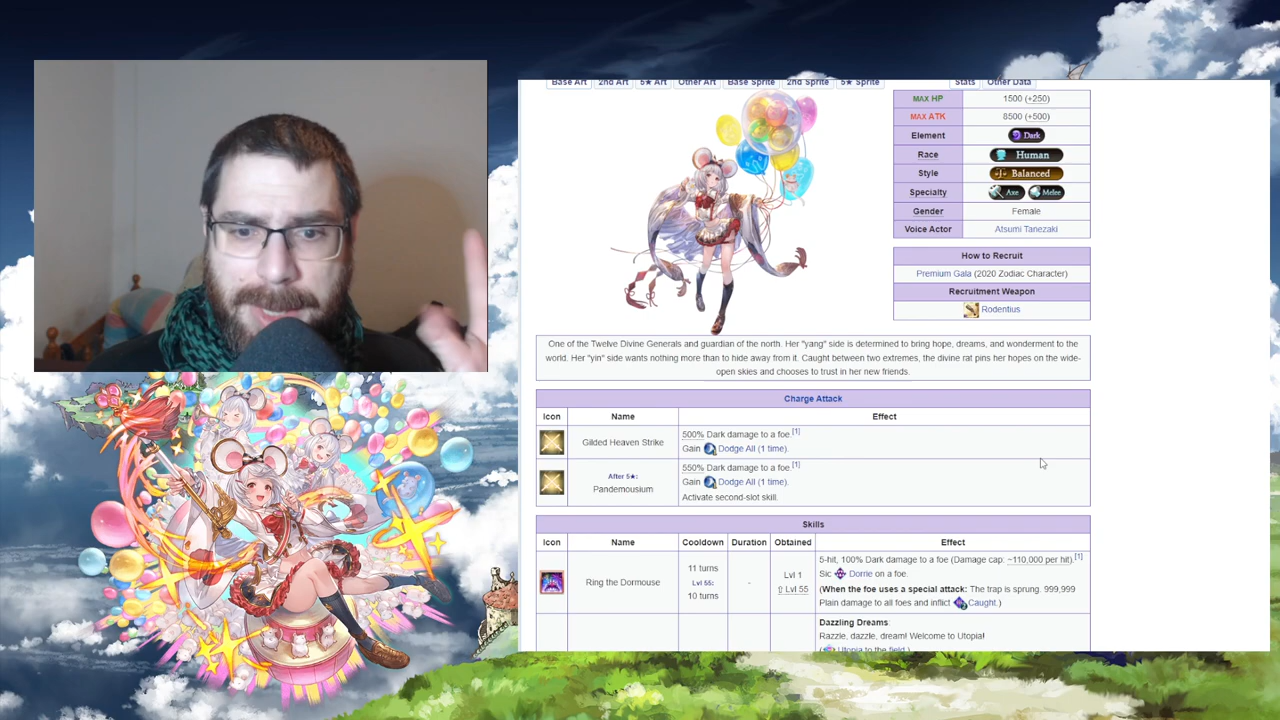 Base Art 2nd Art 5★ Art Other Art Base Sprite 2nd Sprite 5★ Sprite
Stats Other Data
MAX HP 1500 (+250)
MAX ATK 8500 (+500)
Element Dark
Race Human
Style Balanced
Specialty Axe Melee
Gender Female
Voice Actor Atsumi Tanezaki
How to Recruit
Premium Gala (2020 Zodiac Character)
Recruitment Weapon
Rodentius
One of the Twelve Divine Generals and guardian of the north. Her "yang" side is determined to bring hope, dreams, and wonderment to the
world. Her "yin" side wants nothing more than to hide away from it. Caught between two extremes, the divine rat pins her hopes on the wide-
open skies and chooses to trust in her new friends.
Charge Attack
Icon Name Effect
Gilded Heaven Strike
500% Dark damage to a foe.[1]
Gain Dodge All (1 time).
After 5★:
Pandemousium
550% Dark damage to a foe.[1]
Gain Dodge All (1 time).
Activate second-slot skill.
Skills
Icon Name Cooldown Duration Obtained Effect
Ring the Dormouse
11 turns
Lvl 55:
10 turns
-
Lvl 1
⇧Lvl 55
5-hit, 100% Dark damage to a foe (Damage cap: ~110,000 per hit).[1]
Sic Dorrie on a foe.
(When the foe uses a special attack: The trap is sprung. 999,999
Plain damage to all foes and inflict Caught.)
Dazzling Dreams:
Razzle, dazzle, dream! Welcome to Utopia!
(Utopia to the field.)